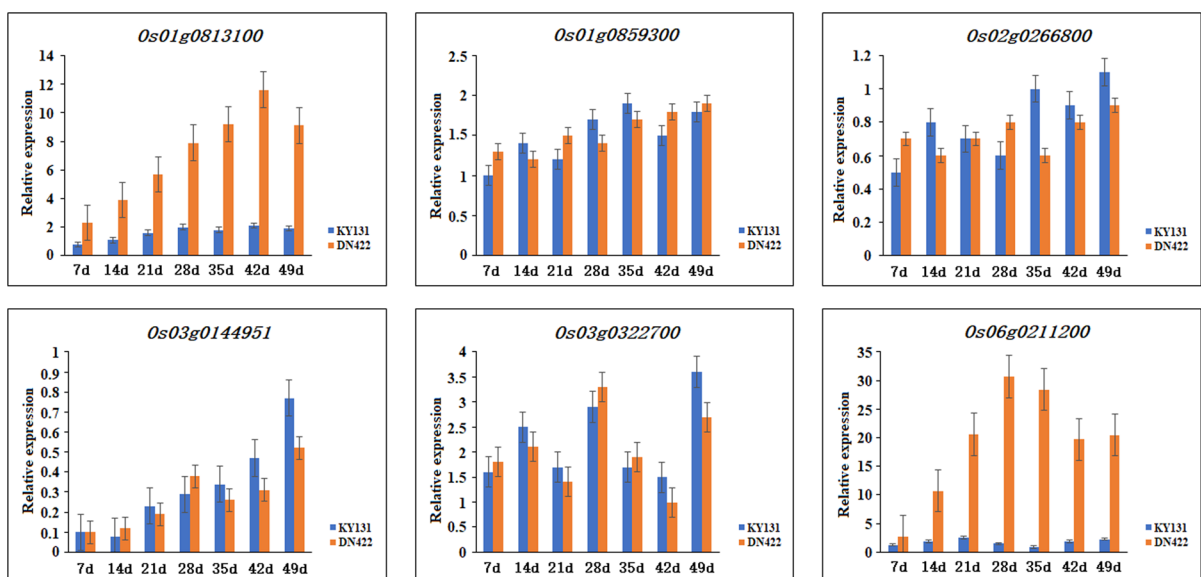 Os01g0813100
Relative expression
14
12
10
8
6
4
2
0
7d 14d 21d 28d 35d 42d 49d
KY131
DN422
Os01g0859300
Relative expression
2.5
2
1.5
1
0.5
0
7d 14d 21d 28d 35d 42d 49d
KY131
DN422
Os02g0266800
Relative expression
1.2
1
0.8
0.6
0.4
0.2
0
7d 14d 21d 28d 35d 42d 49d
KY131
DN422
Os03g0144951
Relative expression
1
0.9
0.8
0.7
0.6
0.5
0.4
0.3
0.2
0.1
0
7d 14d 21d 28d 35d 42d 49d
KY131
DN422
Os03g0322700
Relative expression
4
3.5
3
2.5
2
1.5
1
0.5
0
7d 14d 21d 28d 35d 42d 49d
KY131
DN422
Os06g0211200
Relative expression
35
30
25
20
15
10
5
0
7d 14d 21d 28d 35d 42d 49d
KY131
DN422